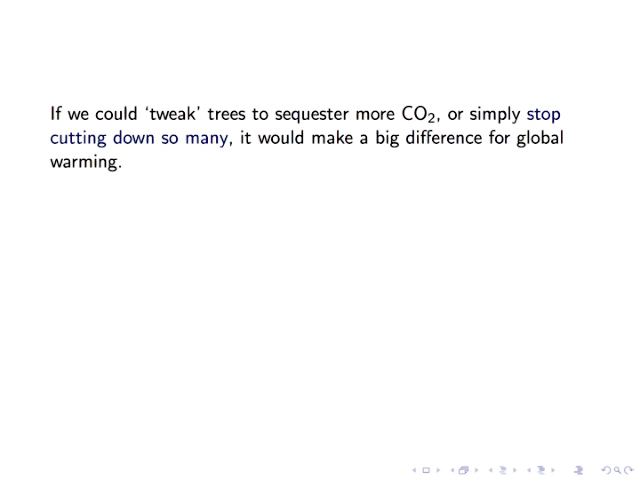 If we could ‘tweak’ trees to sequester more CO₂, or simply stop
cutting down so many, it would make a big difference for global
warming.